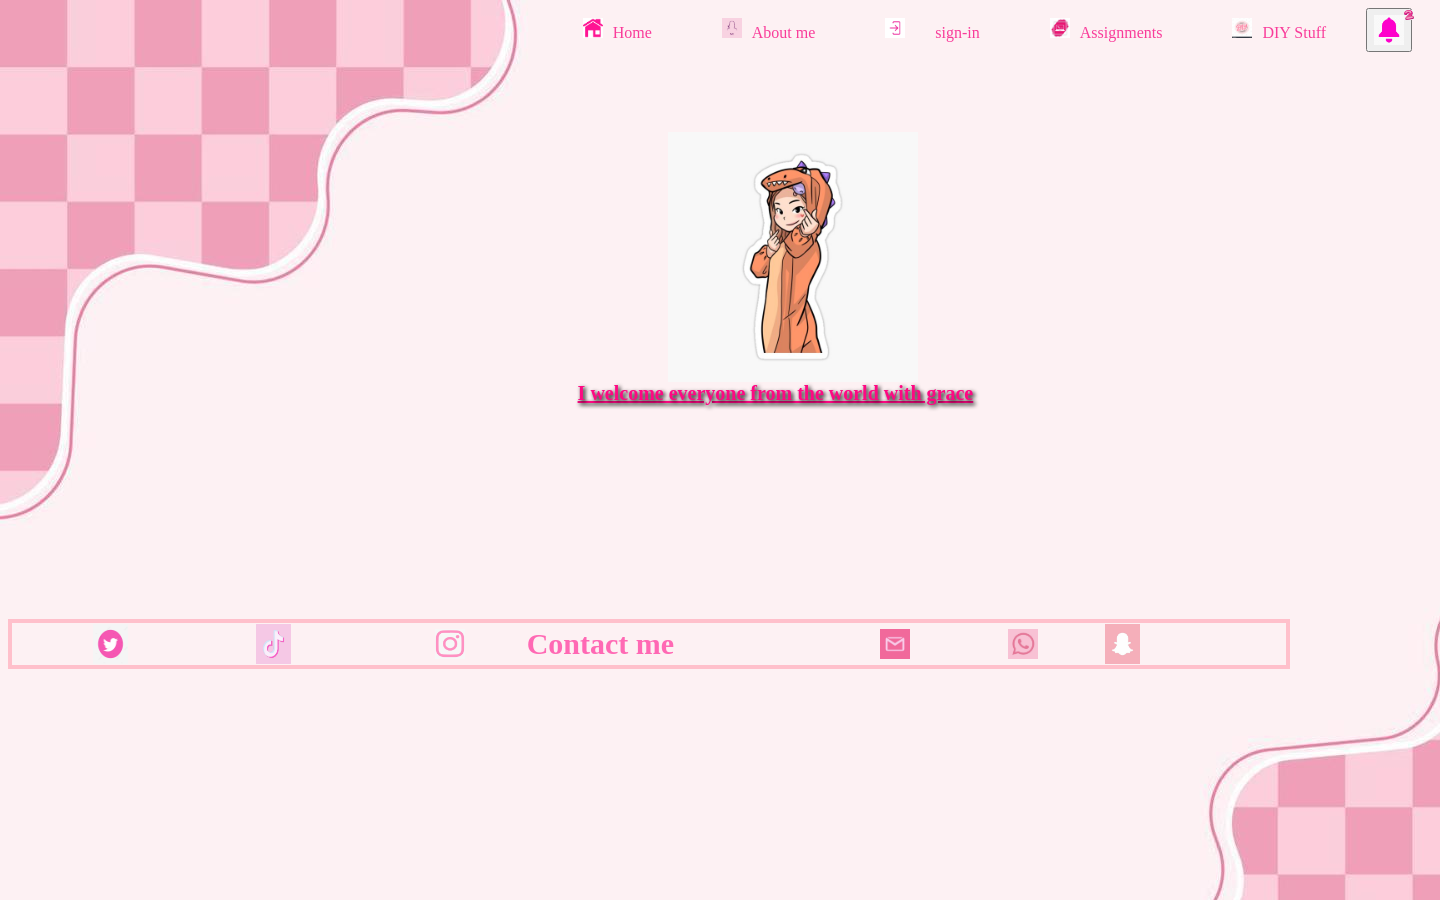 Home About me sign-in Assignments DIY Stuff 2
I welcome everyone from the world with grace
Contact me